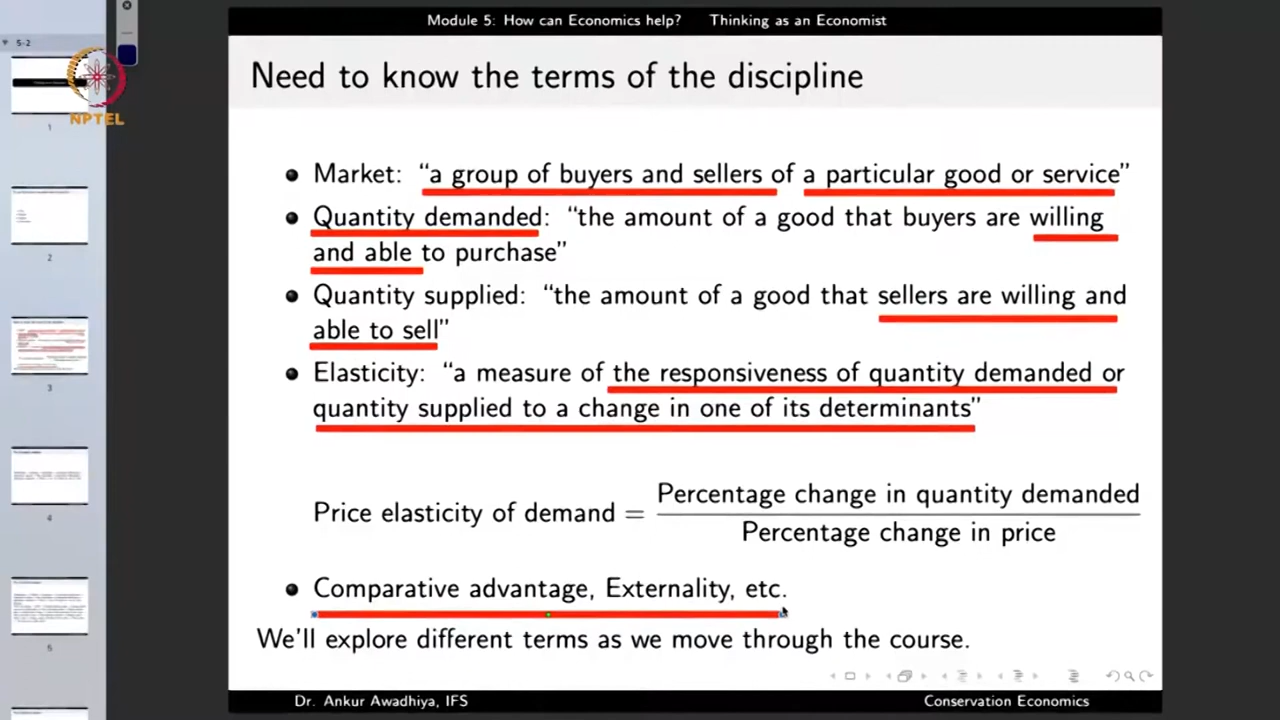 Module 5: How can Economics help? Thinking as an Economist
5-2
NPTEL
Need to know the terms of the discipline
Market: “a group of buyers and sellers of a particular good or service”
Quantity demanded: “the amount of a good that buyers are willing
and able to purchase”
Quantity supplied: “the amount of a good that sellers are willing and
able to sell”
Elasticity: “a measure of the responsiveness of quantity demanded or
quantity supplied to a change in one of its determinants”
Price elasticity of demand = Percentage change in quantity demanded
Percentage change in price
Comparative advantage, Externality, etc.
We’ll explore different terms as we move through the course.
Dr. Ankur Awadhiya, IFS Conservation Economics
1
2
3
4
5